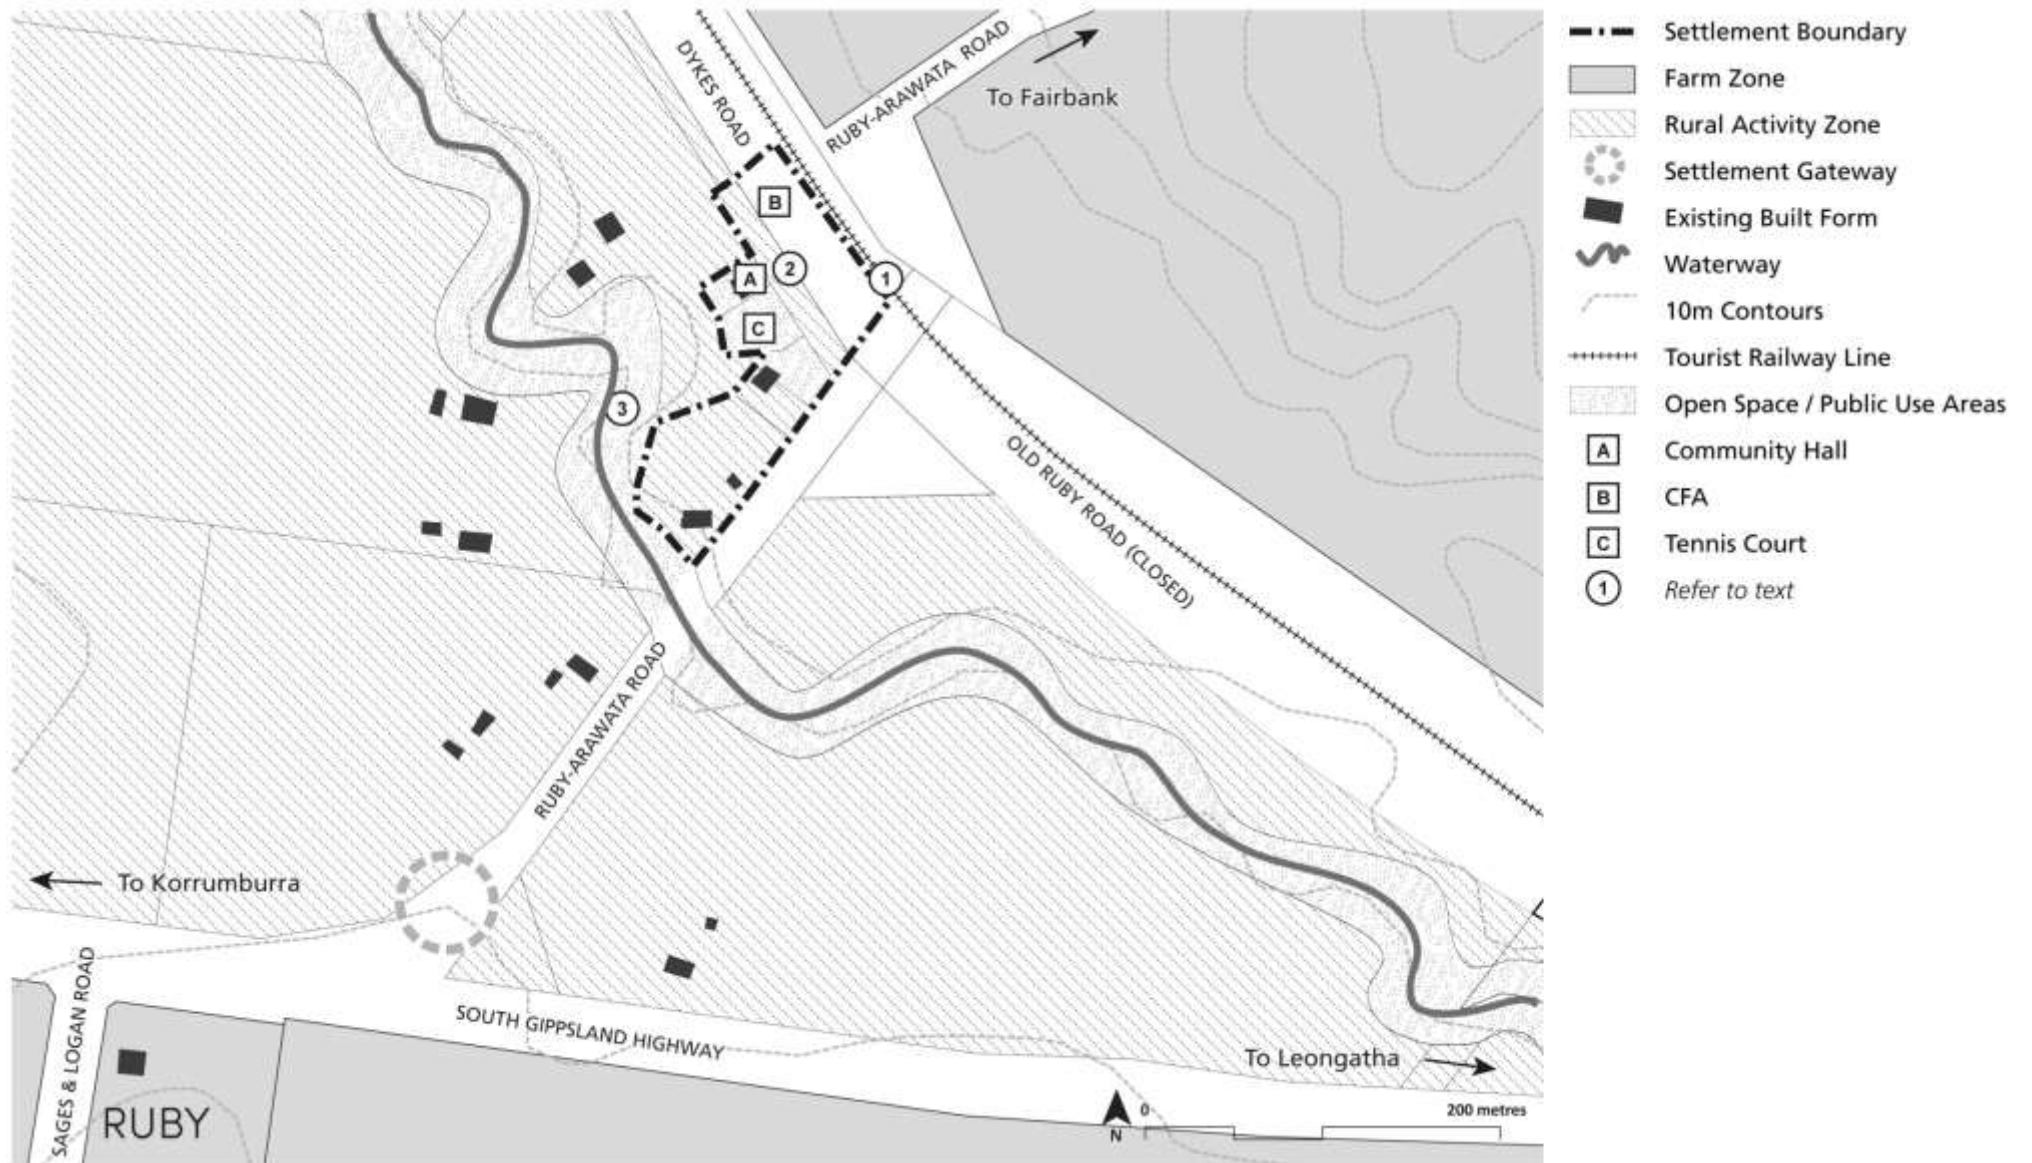 DYKES ROAD
RUBY-ARAWATA ROAD
To Fairbank
B
A
2
1
C
3
OLD RUBY ROAD (CLOSED)
RUBY-ARAWATA ROAD
To Korrumburra
SAGES & LOGAN ROAD
SOUTH GIPPSLAND HIGHWAY
To Leongatha
RUBY
N
0
200 metres
Settlement Boundary
Farm Zone
Rural Activity Zone
Settlement Gateway
Existing Built Form
Waterway
10m Contours
Tourist Railway Line
Open Space / Public Use Areas
A Community Hall
B CFA
C Tennis Court
1 Refer to text